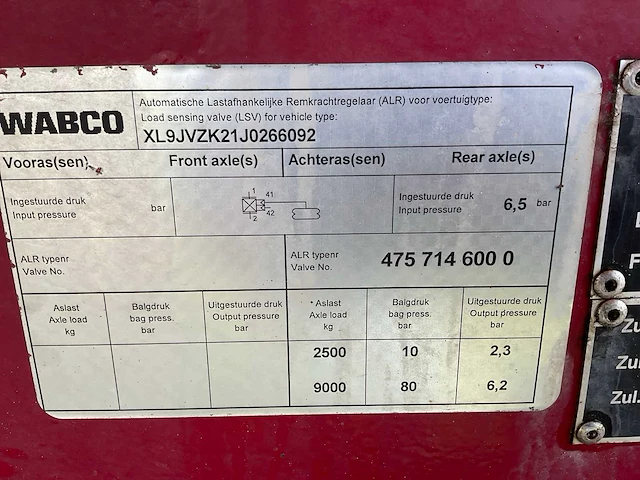 WABCO
Automatische Lastafhankelijke Remkrachtregelaar (ALR) voor voertuigtype:
Load sensing valve (LSV) for vehicle type:
XL9JVZK21J0266092
Vooras(sen) Front axle(s) Achteras(sen) Rear axle(s)
Ingestuurde druk
Input pressure bar
1 41
42
2
Ingestuurde druk
Input pressure 6,5 bar
ALR typenr
Valve No.
ALR typenr
Valve No. 475 714 600 0
Aslast
Axle load
kg
Balgdruk
bag press.
bar
Uitgestuurde druk
Output pressure
bar
Aslast
Axle load
kg
Balgdruk
bag press.
bar
Uitgestuurde druk
Output pressure
bar
2500 10 2,3
9000 80 6,2
F
Zu
Zul
Zul.